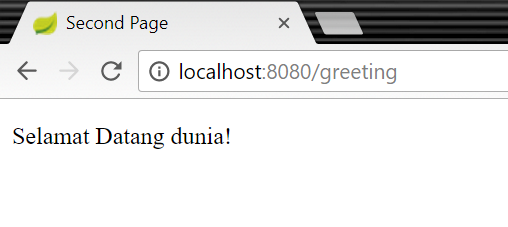 Second Page
localhost:8080/greeting
Selamat Datang dunia!